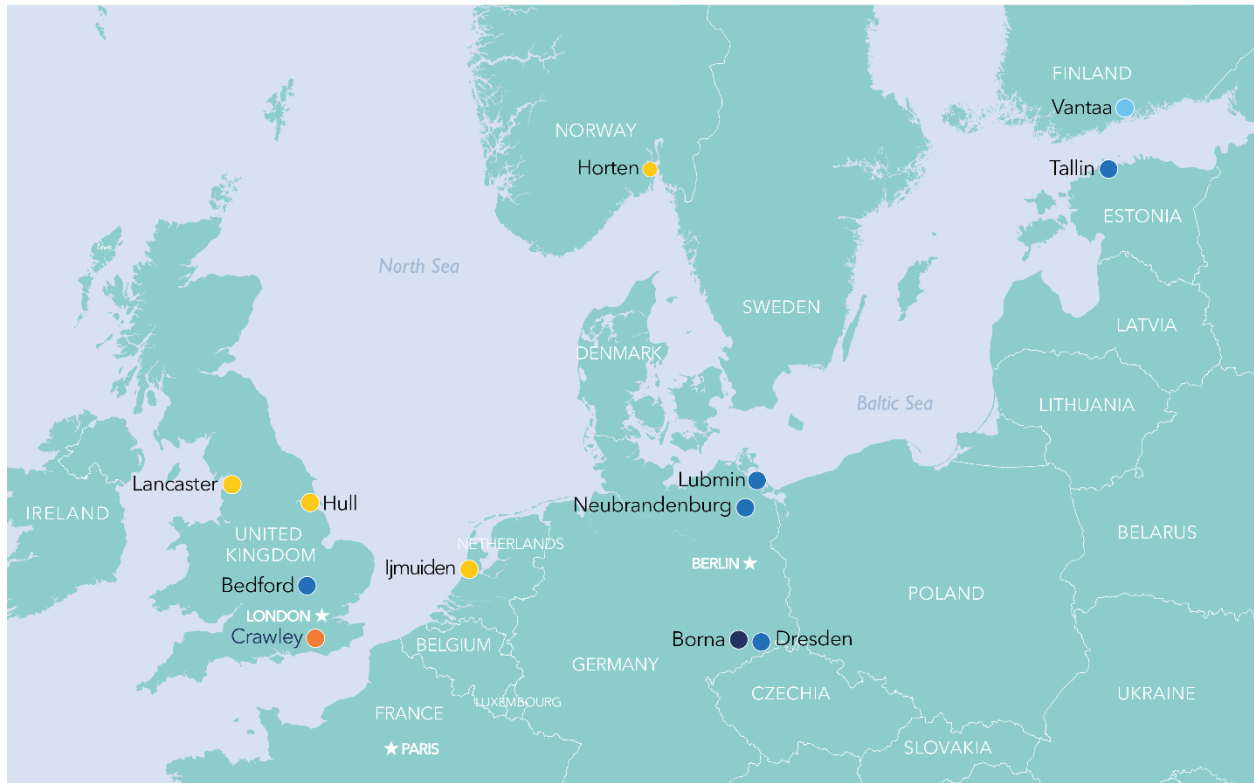 FINLAND
Vantaa
NORWAY
Horten
Tallin
ESTONIA
Lewis
North Sea
SWEDEN
LATVIA
DENMARK
Baltic Sea
LITHUANIA
Lancaster
Hull
Lubmin
Neubrandenburg
IRELAND
UNITED
KINGDOM
NETHERLANDS
BELARUS
Ijmuiden
BERLIN
Bedford
POLAND
LONDON
Crawley
BELGIUM
Borna
Dresden
GERMANY
CZECHIA
UKRAINE
LUXEMBOURG
FRANCE
PARIS
SLOVAKIA